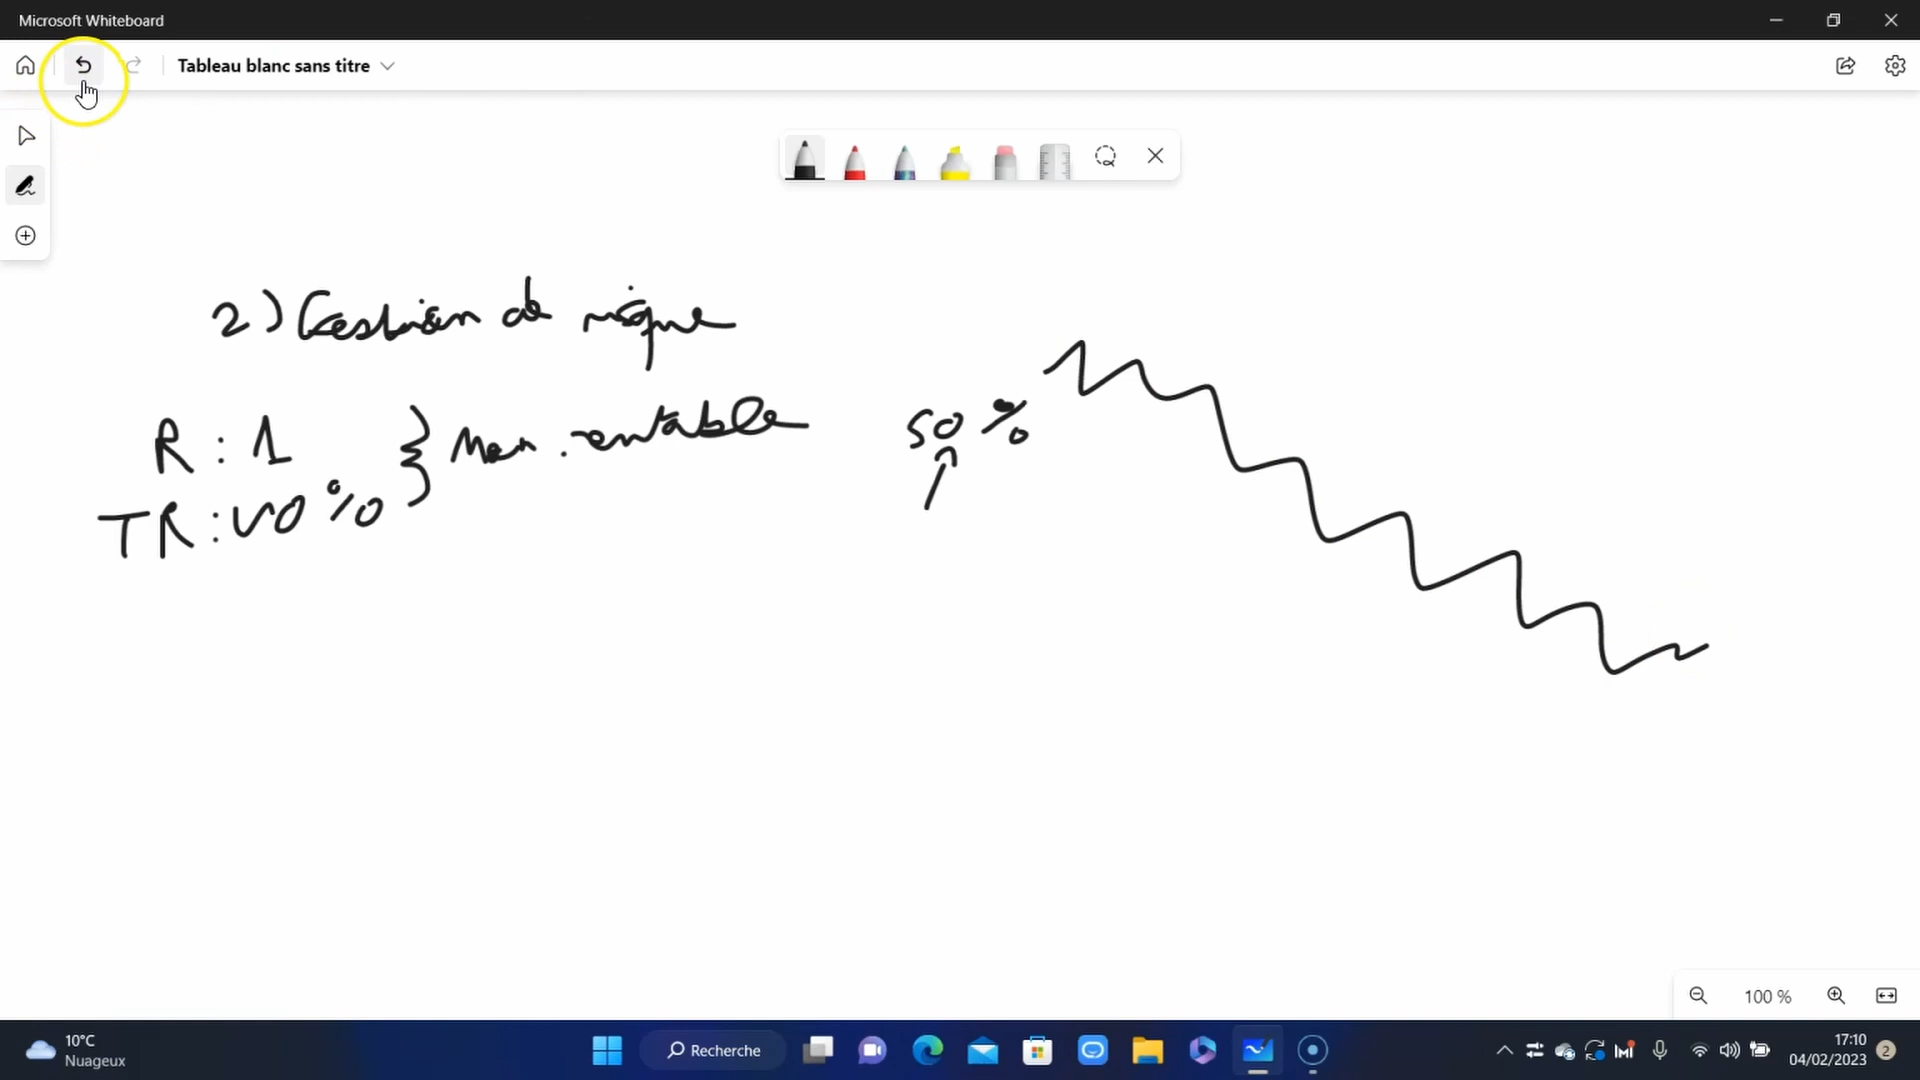 Microsoft Whiteboard
Tableau blanc sans titre
2) Gestion de risque
R : 1
TR : 40 %
Non rentable
50 %
100 %
10°C
Nuageux
Recherche
17:10
04/02/2023
2